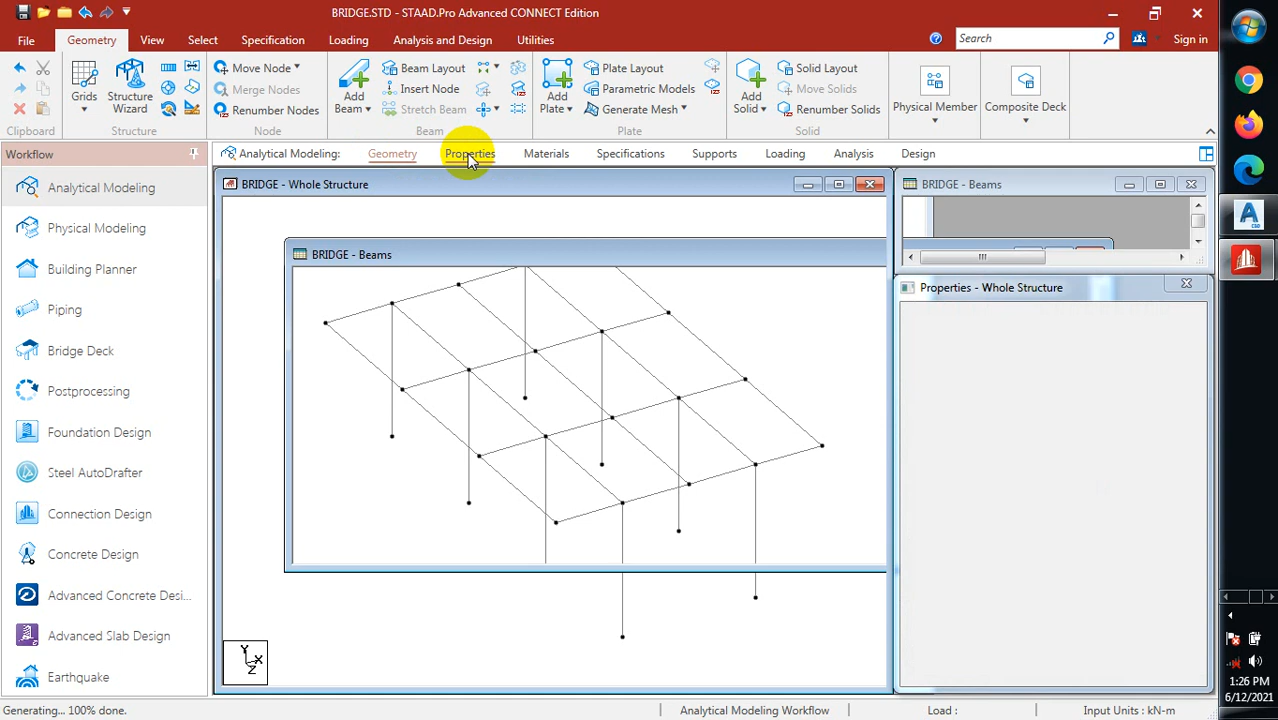 BRIDGE.STD - STAAD.Pro Advanced CONNECT Edition
File
Geometry
View
Select
Specification
Loading
Analysis and Design
Utilities
Search
Sign in
Grids
Structure
Wizard
Move Node
Merge Nodes
Renumber Nodes
Add
Beam
Beam Layout
Insert Node
Stretch Beam
Add
Plate
Plate Layout
Parametric Models
Generate Mesh
Add
Solid
Solid Layout
Move Solids
Renumber Solids
Physical
Member
Composite
Deck
Clipboard
Structure
Node
Beam
Plate
Solid
Workflow
Analytical Modeling:
Geometry
Properties
Materials
Specifications
Supports
Loading
Analysis
Design
Analytical Modeling
Physical Modeling
Building Planner
Piping
Bridge Deck
Postprocessing
Foundation Design
Steel AutoDrafter
Connection Design
Concrete Design
Advanced Concrete Desi...
Advanced Slab Design
Earthquake
BRIDGE - Whole Structure
BRIDGE - Beams
BRIDGE - Beams
Properties - Whole Structure
Y
X
Z
1:26 PM
6/12/2021
Generating... 100% done.
Analytical Modeling Workflow
Load :
Input Units : kN-m